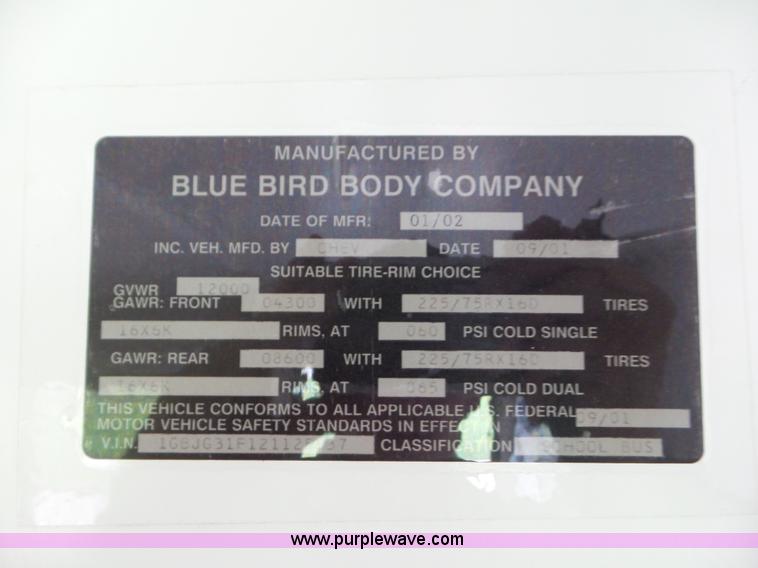 MANUFACTURED BY
BLUE BIRD BODY COMPANY
DATE OF MFR: 01/02
INC. VEH. MFD. BY CHEV DATE 09/01
SUITABLE TIRE-RIM CHOICE
GVWR 12000
GAWR: FRONT 04300 WITH 225/75RX16D TIRES
16X6K RIMS, AT 060 PSI COLD SINGLE
GAWR: REAR 08600 WITH 225/75RX16D TIRES
16X6K RIMS, AT 065 PSI COLD DUAL
THIS VEHICLE CONFORMS TO ALL APPLICABLE U.S. FEDERAL
MOTOR VEHICLE SAFETY STANDARDS IN EFFECT IN 09/01
V.I.N. CLASSIFICATION SCHOOL BUS
www.purplewave.com